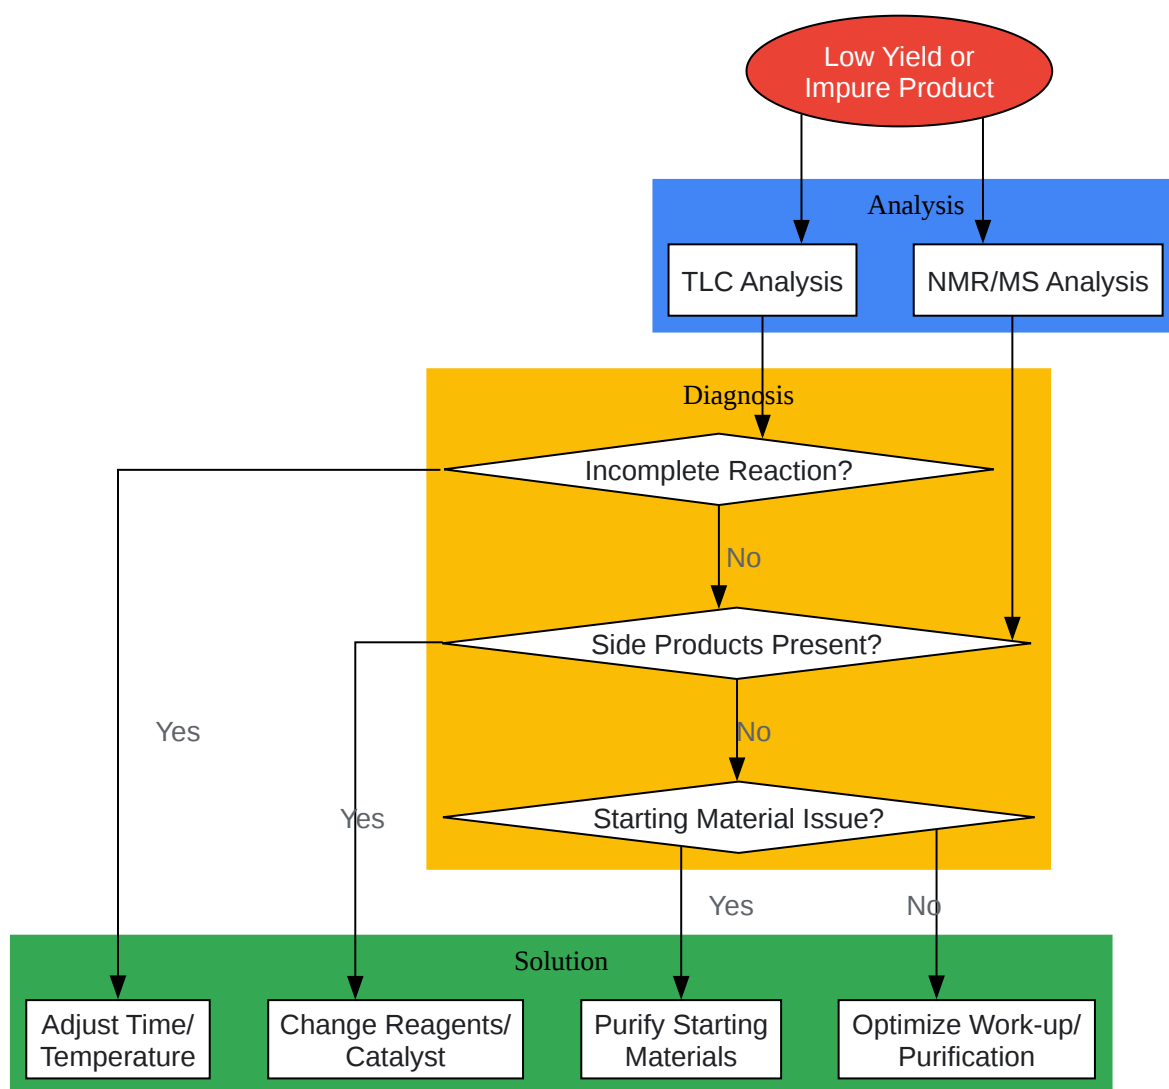 Low Yield or
Impure Product
Analysis
TLC Analysis
NMR/MS Analysis
Diagnosis
Incomplete Reaction?
No
Side Products Present?
Yes
No
Yes
Starting Material Issue?
Yes
No
Solution
Adjust Time/
Temperature
Change Reagents/
Catalyst
Purify Starting
Materials
Optimize Work-up/
Purification